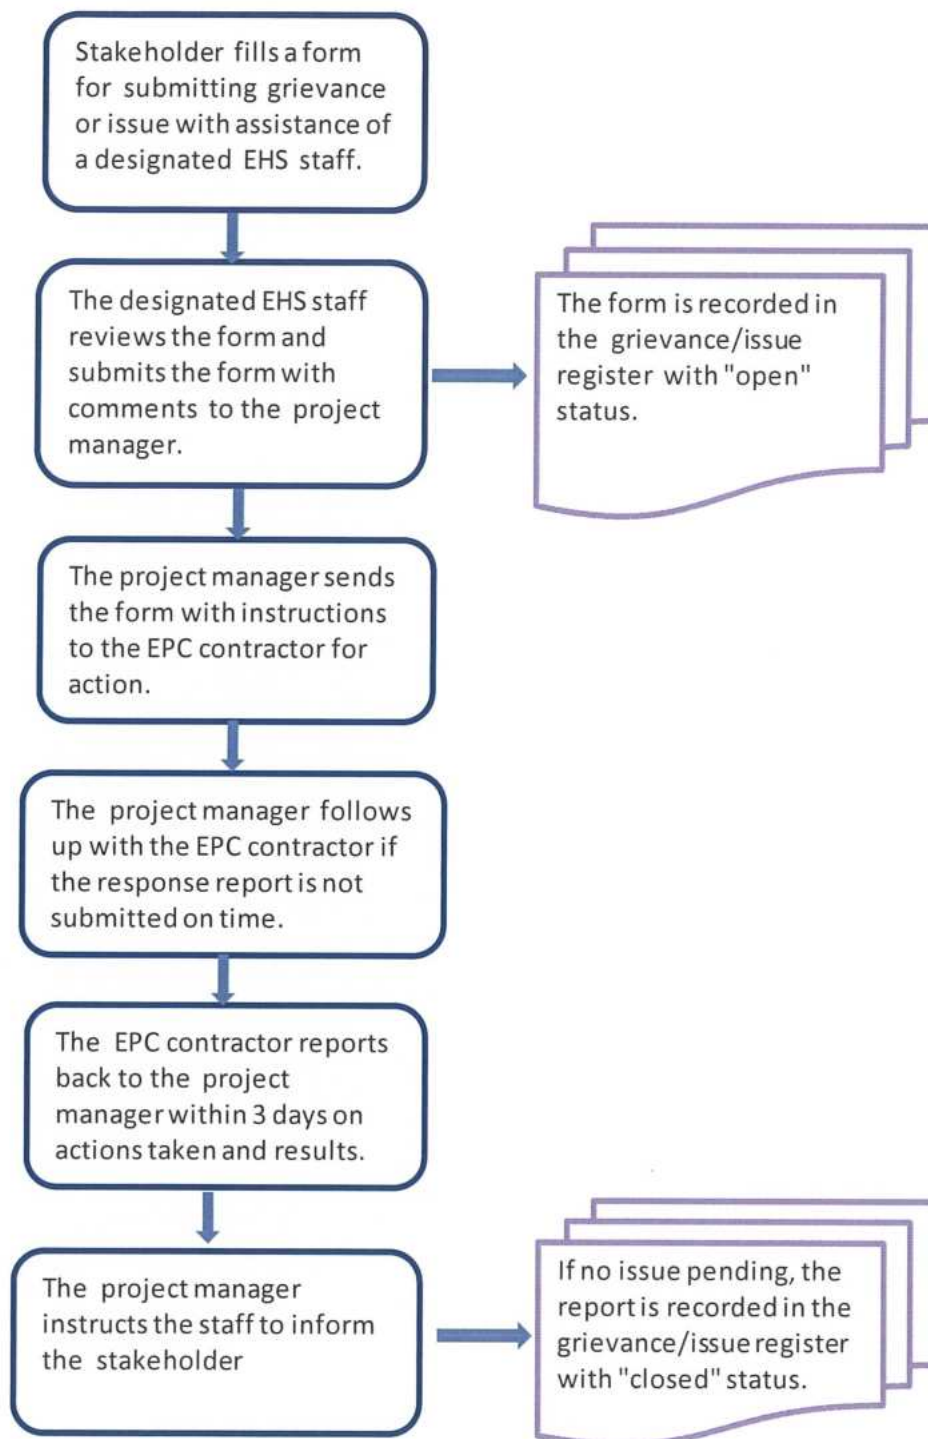 Stakeholder fills a form
for submitting grievance
or issue with assistance of
a designated EHS staff.
The designated EHS staff
reviews the form and
submits the form with
comments to the project
manager.
The form is recorded in
the grievance/issue
register with "open"
status.
The project manager sends
the form with instructions
to the EPC contractor for
action.
The project manager follows
up with the EPC contractor if
the response report is not
submitted on time.
The EPC contractor reports
back to the project
manager within 3 days on
actions taken and results.
The project manager
instructs the staff to inform
the stakeholder
If no issue pending, the
report is recorded in the
grievance/issue register
with "closed" status.